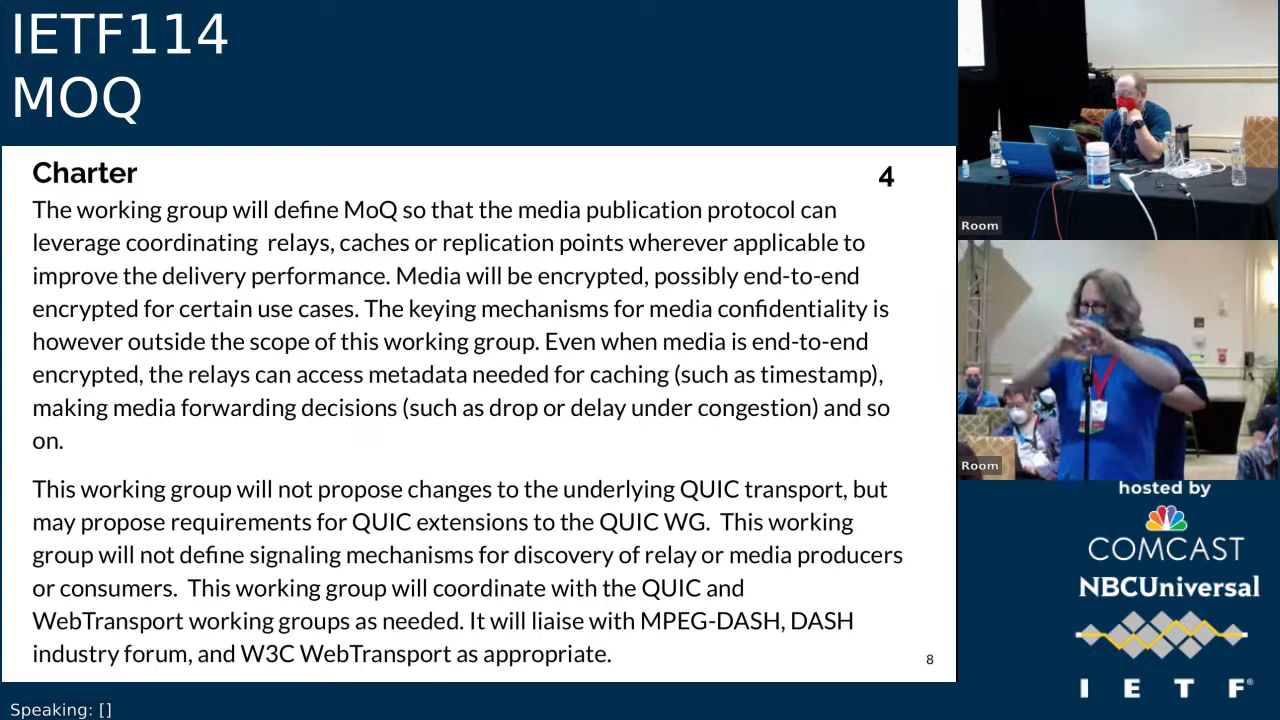 IETF114
MOQ
Charter
4
The working group will define MoQ so that the media publication protocol can
leverage coordinating relays, caches or replication points wherever applicable to
improve the delivery performance. Media will be encrypted, possibly end-to-end
encrypted for certain use cases. The keying mechanisms for media confidentiality is
however outside the scope of this working group. Even when media is end-to-end
encrypted, the relays can access metadata needed for caching (such as timestamp),
making media forwarding decisions (such as drop or delay under congestion) and so
on.
This working group will not propose changes to the underlying QUIC transport, but
may propose requirements for QUIC extensions to the QUIC WG. This working
group will not define signaling mechanisms for discovery of relay or media producers
or consumers. This working group will coordinate with the QUIC and
WebTransport working groups as needed. It will liaise with MPEG-DASH, DASH
industry forum, and W3C WebTransport as appropriate.
8
Speaking: []
Room
Room
hosted by
COMCAST
NBCUniversal
I E T F®